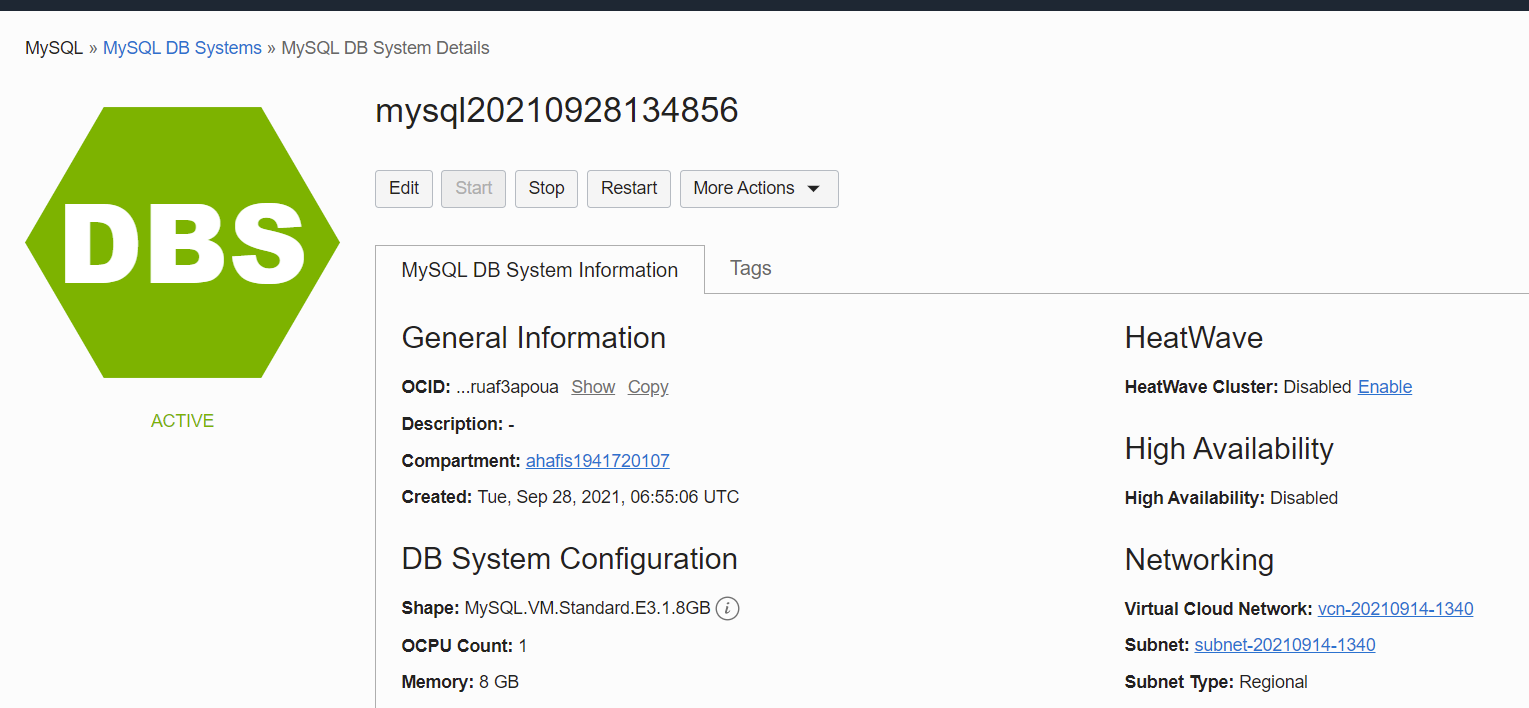 MySQL » MySQL DB Systems » MySQL DB System Details
DBS
ACTIVE
mysql20210928134856
Edit Start Stop Restart More Actions
MySQL DB System Information Tags
General Information
OCID: ...ruaf3apoua Show Copy
Description: -
Compartment: ahafis1941720107
Created: Tue, Sep 28, 2021, 06:55:06 UTC
DB System Configuration
Shape: MySQL.VM.Standard.E3.1.8GB i
OCPU Count: 1
Memory: 8 GB
HeatWave
HeatWave Cluster: Disabled Enable
High Availability
High Availability: Disabled
Networking
Virtual Cloud Network: vcn-20210914-1340
Subnet: subnet-20210914-1340
Subnet Type: Regional